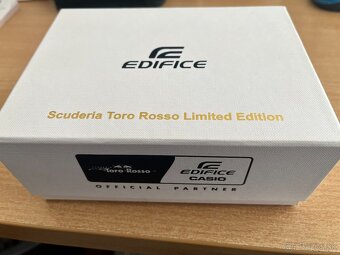 EDIFICE
Scuderia Toro Rosso Limited Edition
Toro Rosso
EDIFICE
CASIO
OFFICIAL PARTNER